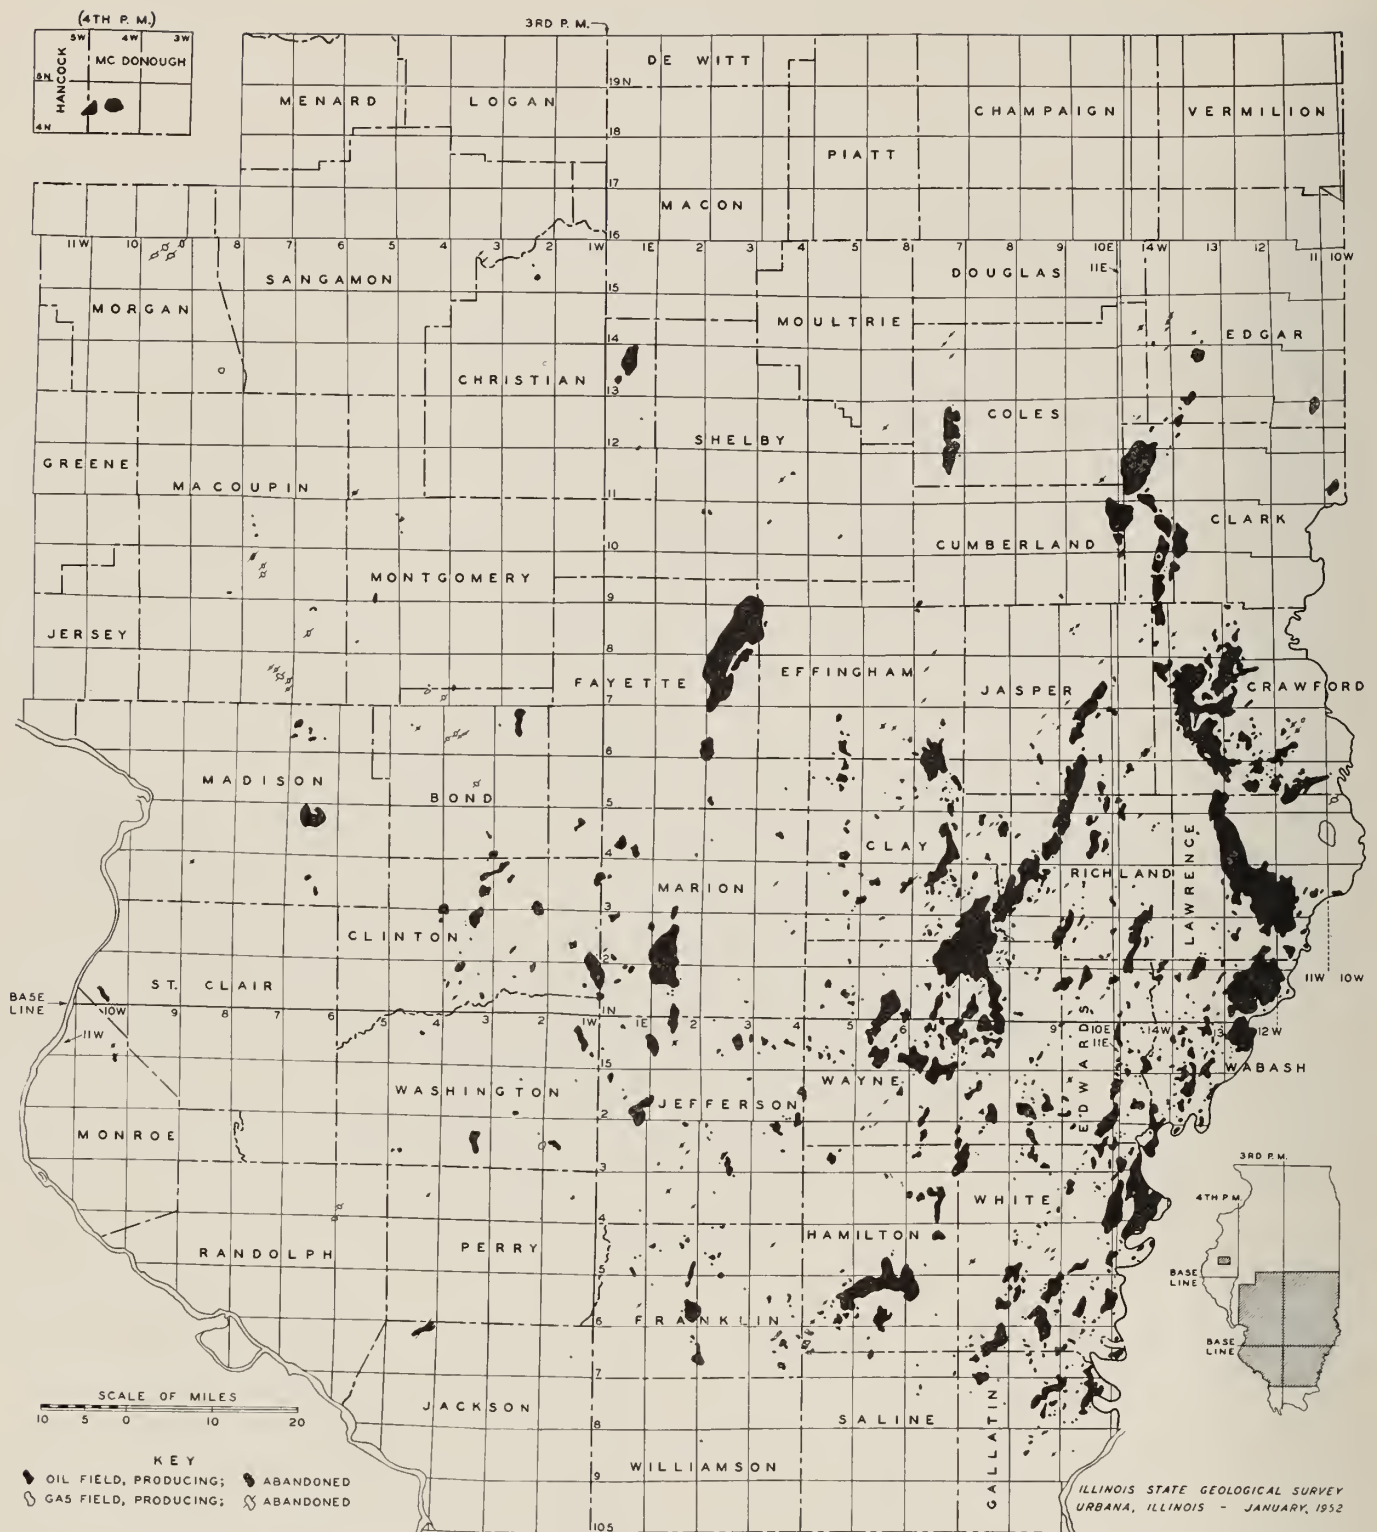 (4TH P. M.)
3RD P. M.
5W 4W 3W
HANCOCK
MC DONOUGH
5N
4N
DE WITT
19N
MENARD
LOGAN
CHAMPAIGN
VERMILION
18
PIATT
17
MACON
16
11W 10 8 7 6 5 4 3 2 1W 1E 2 3 4 5 6 7 8 9 10E 14W 13 12 11 10W
11E
SANGAMON
DOUGLAS
15
MORGAN
MOULTRIE
EDGAR
14
CHRISTIAN
13
COLES
SHELBY
12
GREENE
MACOUPIN
11
CLARK
CUMBERLAND
10
MONTGOMERY
9
JERSEY
8
EFFINGHAM
FAYETTE
JASPER
CRAWFORD
7
6
MADISON
BOND
5
CLAY
LAWRENCE
4
RICHLAND
MARION
3
CLINTON
2
11W 10W
ST. CLAIR
BASE
LINE
10W 9 8 7 6 5 4 3 2 1W 1E 2 3 4 5 6 9 10E 14W 13 12W
1N
11W
11E
EDWARDS
1S
WABASH
WAYNE
WASHINGTON
JEFFERSON
2
MONROE
3
WHITE
4
HAMILTON
RANDOLPH
PERRY
5
FRANKLIN
6
7
JACKSON
SALINE
8
GALLATIN
WILLIAMSON
9
10S
3RD P. M.
4TH P.M.
BASE
LINE
BASE
LINE
SCALE OF MILES
10 5 0 10 20
KEY
OIL FIELD, PRODUCING; ABANDONED
GAS FIELD, PRODUCING; ABANDONED
ILLINOIS STATE GEOLOGICAL SURVEY
URBANA, ILLINOIS - JANUARY, 1952